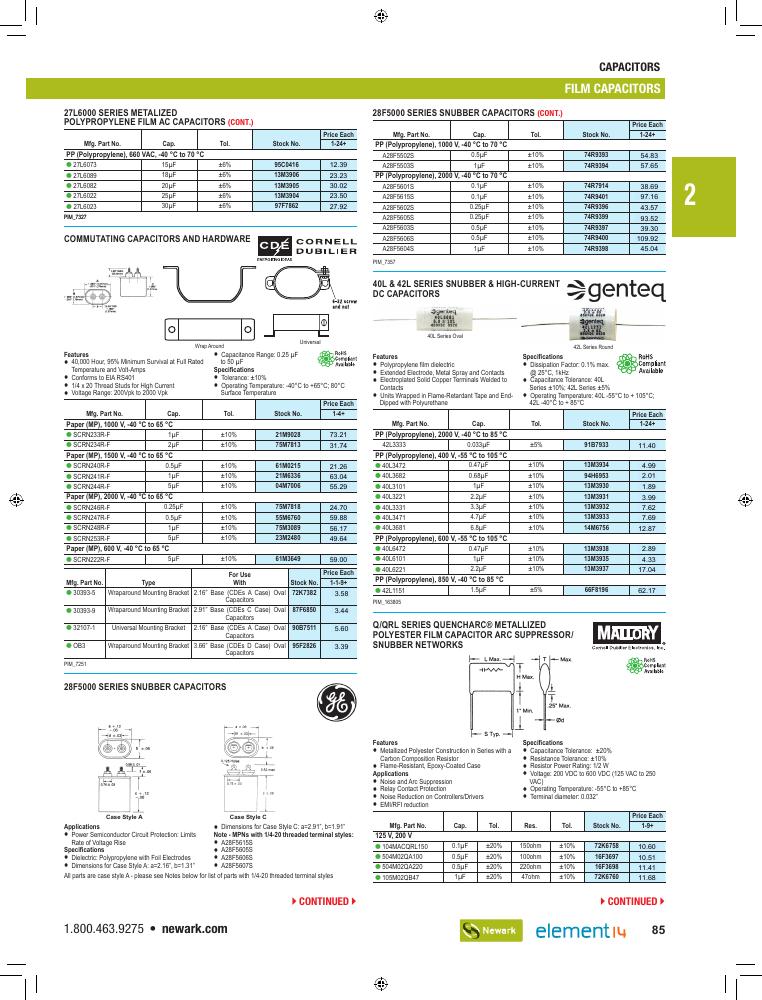 CAPACITORS
FILM CAPACITORS
2
27L6000 SERIES METALIZED
POLYPROPYLENE FILM AC CAPACITORS (CONT.)
Mfg. Part No. Cap. Tol. Stock No. Price Each
1-24+
PP (Polypropylene), 660 VAC, -40 °C to 70 °C
27L6073 15µF ±6% 95C0416 12.39
27L6089 18µF ±6% 13M3906 23.23
27L6082 20µF ±6% 13M3905 30.02
27L6022 25µF ±6% 13M3904 23.50
27L6023 30µF ±6% 97F7862 27.92
PIM_7327
COMMUTATING CAPACITORS AND HARDWARE
CDE CORNELL
DUBILIER
6-32 screw
and nut
Wrap Around
Universal
Features
40,000 Hour, 95% Minimum Survival at Full Rated
Temperature and Volt-Amps
Conforms to EIA RS401
1/4 x 20 Thread Studs for High Current
Voltage Range: 200Vpk to 2000 Vpk
Capacitance Range: 0.25 µF
to 50 µF
Specifications
Tolerance: ±10%
Operating Temperature: -40°C to +65°C; 80°C
Surface Temperature
RoHS
Compliant
Available
Mfg. Part No. Cap. Tol. Stock No. Price Each
1-4+
Paper (MP), 1000 V, -40 °C to 65 °C
SCRN233R-F 1µF ±10% 21M9028 73.21
SCRN234R-F 2µF ±10% 75M7813 31.74
Paper (MP), 1500 V, -40 °C to 65 °C
SCRN240R-F 0.5µF ±10% 61M0215 21.26
SCRN241R-F 1µF ±10% 21M6336 63.04
SCRN244R-F 5µF ±10% 04M7006 55.29
Paper (MP), 2000 V, -40 °C to 65 °C
SCRN246R-F 0.25µF ±10% 75M7818 24.70
SCRN247R-F 0.5µF ±10% 55M6760 59.88
SCRN248R-F 1µF ±10% 75M3089 56.17
SCRN253R-F 5µF ±10% 23M2480 49.64
Paper (MP), 600 V, -40 °C to 65 °C
SCRN222R-F 5µF ±10% 61M3649 59.00
Mfg. Part No. Type For Use
With Stock No. Price Each
1-1-9+
30393-5 Wraparound Mounting Bracket 2.16" Base (CDEs A Case) Oval
Capacitors 72K7382 3.58
30393-9 Wraparound Mounting Bracket 2.91" Base (CDEs C Case) Oval
Capacitors 87F6850 3.44
32107-1 Universal Mounting Bracket 2.16" Base (CDEs A Case) Oval
Capacitors 90B7511 5.60
OB3 Wraparound Mounting Bracket 3.66" Base (CDEs D Case) Oval
Capacitors 95F2826 3.39
PIM_7251
28F5000 SERIES SNUBBER CAPACITORS
Case Style A
Case Style C
Applications
Power Semiconductor Circuit Protection: Limits
Rate of Voltage Rise
Specifications
Dielectric: Polypropylene with Foil Electrodes
Dimensions for Case Style A: a=2.16", b=1.31"
Dimensions for Case Style C: a=2.91", b=1.91"
Note - MPNs with 1/4-20 threaded terminal styles:
A28F5615S
A28F5605S
A28F5606S
A28F5607S
All parts are case style A - please see Notes below for list of parts with 1/4-20 threaded terminal styles
CONTINUED
28F5000 SERIES SNUBBER CAPACITORS (CONT.)
Mfg. Part No. Cap. Tol. Stock No. Price Each
1-24+
PP (Polypropylene), 1000 V, -40 °C to 70 °C
A28F5502S 0.5µF ±10% 74R9393 54.83
A28F5503S 1µF ±10% 74R9394 57.65
PP (Polypropylene), 2000 V, -40 °C to 70 °C
A28F5601S 0.1µF ±10% 74R7914 38.69
A28F5615S 0.1µF ±10% 74R9401 97.16
A28F5602S 0.25µF ±10% 74R9396 43.57
A28F5605S 0.25µF ±10% 74R9399 93.52
A28F5603S 0.5µF ±10% 74R9397 39.30
A28F5606S 0.5µF ±10% 74R9400 109.92
A28F5604S 1µF ±10% 74R9398 45.04
PIM_7357
40L & 42L SERIES SNUBBER & HIGH-CURRENT
DC CAPACITORS
genteq
40L Series Oval
42L Series Round
Features
Polypropylene film dielectric
Extended Electrode, Metal Spray and Contacts
Electroplated Solid Copper Terminals Welded to
Contacts
Units Wrapped in Flame-Retardant Tape and End-
Dipped with Polyurethane
Specifications
Dissipation Factor: 0.1% max.
@ 25°C, 1kHz
Capacitance Tolerance: 40L
Series ±10%; 42L Series ±5%
Operating Temperature: 40L -55°C to + 105°C;
42L -40°C to + 85°C
RoHS
Compliant
Available
Mfg. Part No. Cap. Tol. Stock No. Price Each
1-24+
PP (Polypropylene), 2000 V, -40 °C to 85 °C
42L3333 0.033µF ±5% 91B7933 11.40
PP (Polypropylene), 400 V, -55 °C to 105 °C
40L3472 0.47µF ±10% 13M3934 4.99
40L3682 0.68µF ±10% 94H6953 2.01
40L3101 1µF ±10% 13M3930 1.89
40L3221 2.2µF ±10% 13M3931 3.99
40L3331 3.3µF ±10% 13M3932 7.62
40L3471 4.7µF ±10% 13M3933 7.69
40L3681 6.8µF ±10% 14M6756 12.87
PP (Polypropylene), 600 V, -55 °C to 105 °C
40L6472 0.47µF ±10% 13M3938 2.89
40L6101 1µF ±10% 13M3935 4.33
40L6221 2.2µF ±10% 13M3937 17.04
PP (Polypropylene), 850 V, -40 °C to 85 °C
42L1151 1.5µF ±5% 66F8196 62.17
PIM_163805
Q/QRL SERIES QUENCHARC® METALLIZED
POLYESTER FILM CAPACITOR ARC SUPPRESSOR/
SNUBBER NETWORKS
MALLORY
Cornell Dubilier Electronics, Inc.
RoHS
Compliant
Available
L Max. T Max.
H Max.
.25" Max.
1" Min.
Ød
S Typ.
Features
Metallized Polyester Construction in Series with a
Carbon Composition Resistor
Flame-Resistant, Epoxy-Coated Case
Applications
Noise and Arc Suppression
Relay Contact Protection
Noise Reduction on Controllers/Drivers
EMI/RFI reduction
Specifications
Capacitance Tolerance: ±20%
Resistance Tolerance: ±10%
Resistor Power Rating: 1/2 W
Voltage: 200 VDC to 600 VDC (125 VAC to 250
VAC)
Operating Temperature: -55°C to +85°C
Terminal diameter: 0.032"
Mfg. Part No. Cap. Tol. Res. Tol. Stock No. Price Each
1-9+
125 V, 200 V
104MACQRL150 0.1µF ±20% 150ohm ±10% 72K6758 10.60
504M02QA100 0.5µF ±20% 100ohm ±10% 16F3697 10.51
504M02QA220 0.5µF ±20% 220ohm ±10% 16F3698 11.41
105M02QB47 1µF ±20% 47ohm ±10% 72K6760 11.68
CONTINUED
1.800.463.9275 • newark.com
Newark element14 85